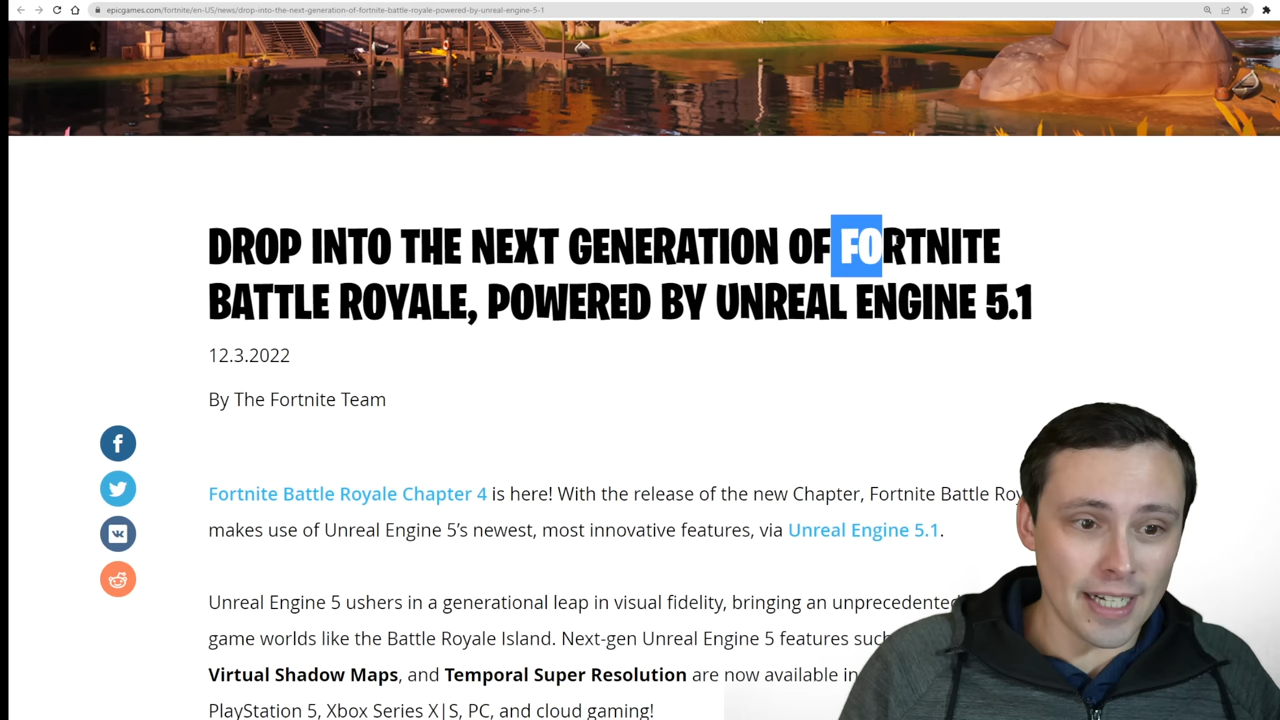 epicgames.com/fortnite/en-US/news/drop-into-the-next-generation-of-fortnite-battle-royale-powered-by-unreal-engine-5-1
DROP INTO THE NEXT GENERATION OF FORTNITE
BATTLE ROYALE, POWERED BY UNREAL ENGINE 5.1
12.3.2022
By The Fortnite Team
Fortnite Battle Royale Chapter 4 is here! With the release of the new Chapter, Fortnite Battle
makes use of Unreal Engine 5's newest, most innovative features, via Unreal Engine 5.1.
Unreal Engine 5 ushers in a generational leap in visual fidelity, bringing an unprecedented
game worlds like the Battle Royale Island. Next-gen Unreal Engine 5 features
Virtual Shadow Maps, and Temporal Super Resolution are now available in
PlayStation 5, Xbox Series X|S, PC, and cloud gaming!